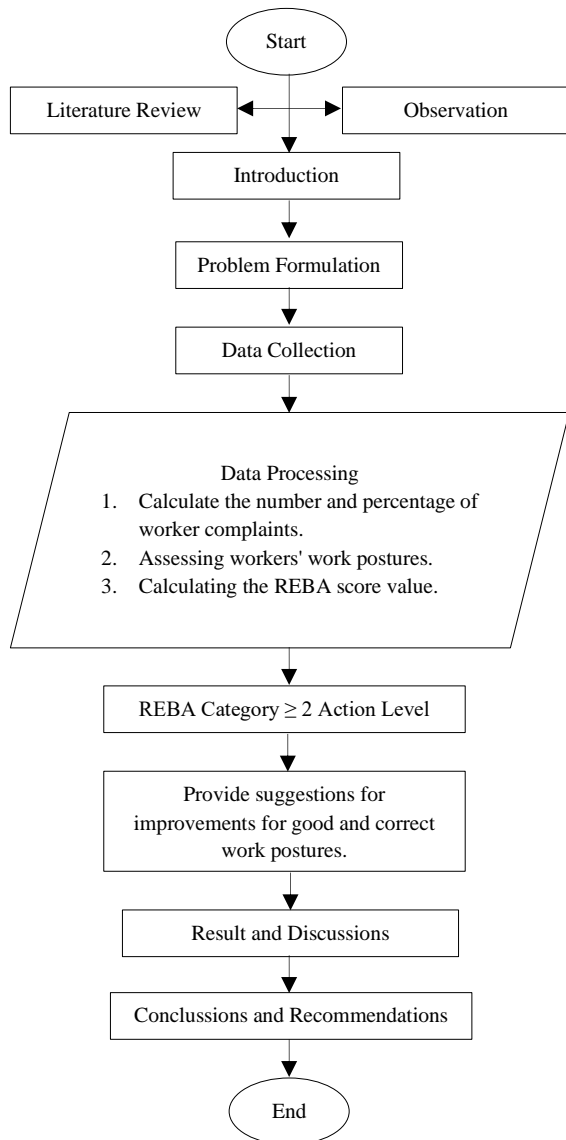 Start
Literature Review
Observation
Introduction
Problem Formulation
Data Collection
Data Processing
1. Calculate the number and percentage of
worker complaints.
2. Assessing workers' work postures.
3. Calculating the REBA score value.
REBA Category ≥ 2 Action Level
Provide suggestions for
improvements for good and correct
work postures.
Result and Discussions
Conclussions and Recommendations
End